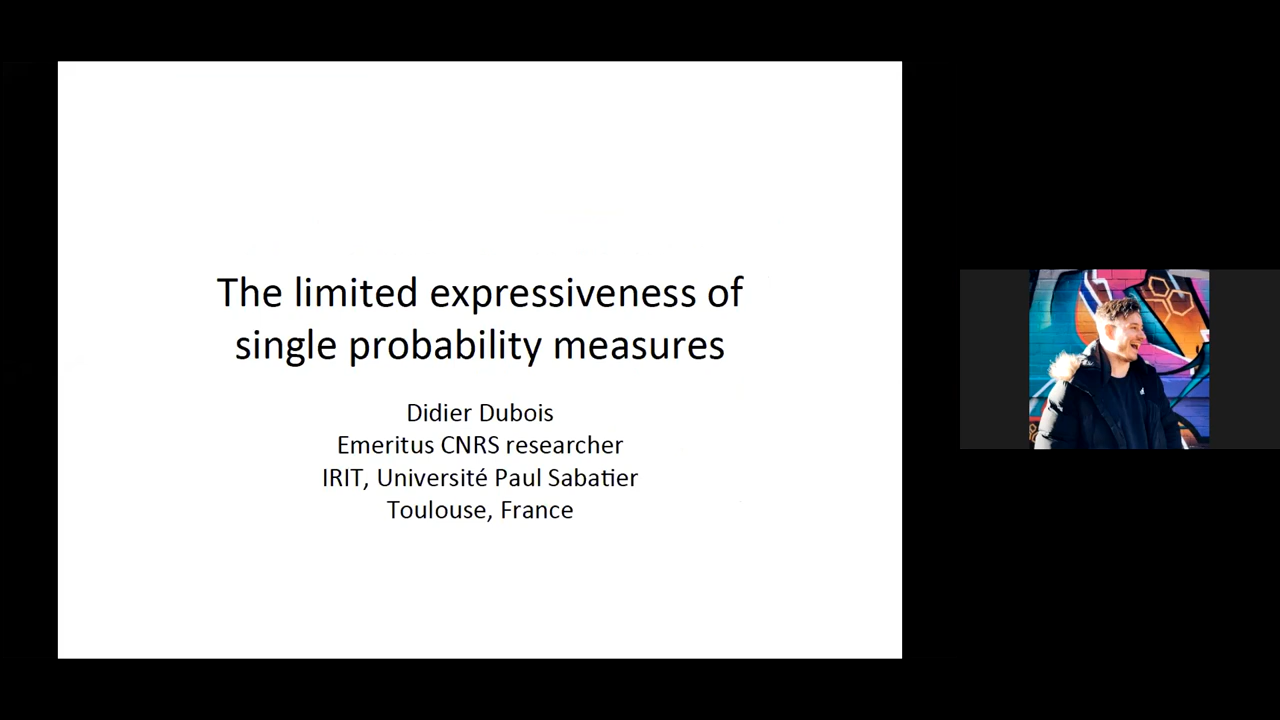 The limited expressiveness of
single probability measures
Didier Dubois
Emeritus CNRS researcher
IRIT, Université Paul Sabatier
Toulouse, France